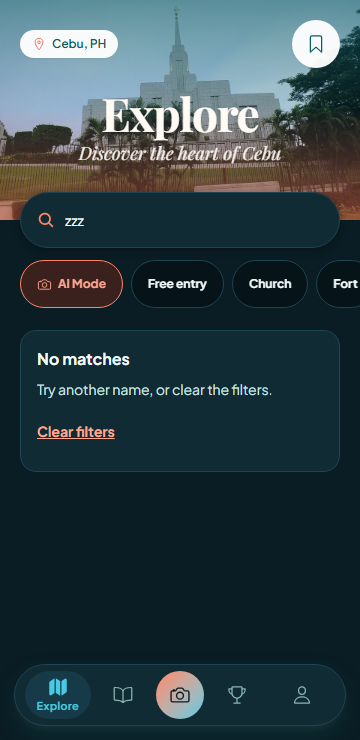 Cebu, PH
Explore
Discover the heart of Cebu
zzz
AI Mode
Free entry
Church
Fort
No matches
Try another name, or clear the filters.
Clear filters
Explore